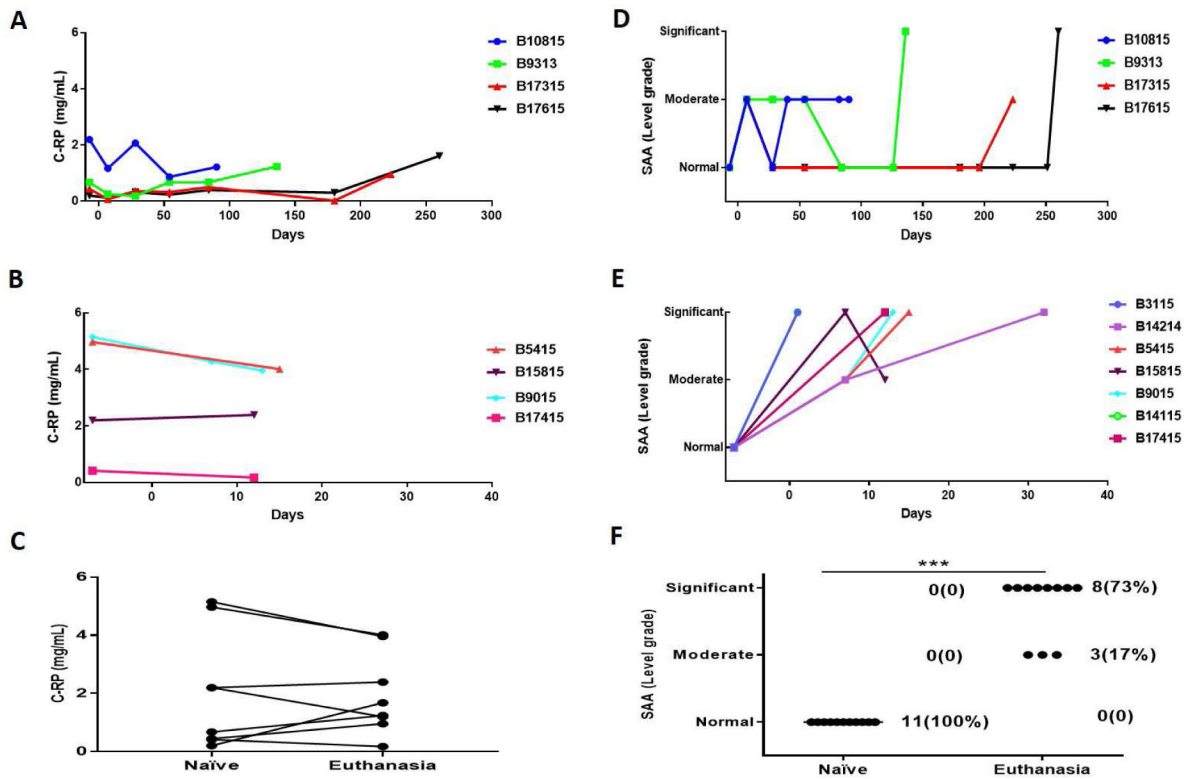 A
C-RP (mg/mL)
6
4
2
0
0
50
100
150
200
250
300
Days
B10815
B9313
B17315
B17615
D
SAA (Level grade)
Significant
Moderate
Normal
0
50
100
150
200
250
300
Days
B10815
B9313
B17315
B17615
B
C-RP (mg/mL)
6
4
2
0
0
10
20
30
40
Days
B5415
B15815
B9015
B17415
E
SAA (Level grade)
Significant
Moderate
Normal
0
10
20
30
40
Days
B3115
B14214
B5415
B15815
B9015
B14115
B17415
C
C-RP (mg/mL)
6
4
2
0
Naïve
Euthanasia
F
SAA (Level grade)
***
Significant
0(0)
8(73%)
Moderate
0(0)
3(17%)
Normal
11(100%)
0(0)
Naïve
Euthanasia